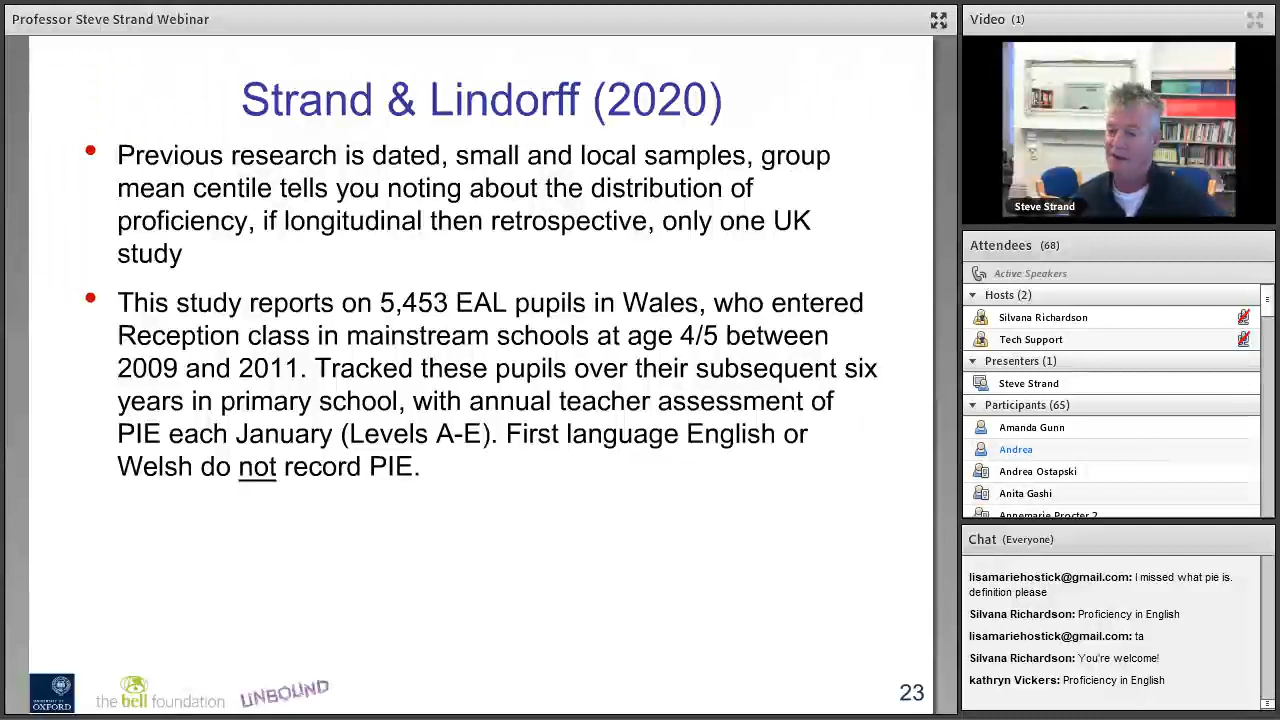 Professor Steve Strand Webinar
Strand & Lindorff (2020)
Previous research is dated, small and local samples, group
mean centile tells you noting about the distribution of
proficiency, if longitudinal then retrospective, only one UK
study
This study reports on 5,453 EAL pupils in Wales, who entered
Reception class in mainstream schools at age 4/5 between
2009 and 2011. Tracked these pupils over their subsequent six
years in primary school, with annual teacher assessment of
PIE each January (Levels A-E). First language English or
Welsh do not record PIE.
UNIVERSITY OF
OXFORD
the bell foundation
UNBOUND
23
Video (1)
Steve Strand
Attendees (68)
Active Speakers
Hosts (2)
Silvana Richardson
Tech Support
Presenters (1)
Steve Strand
Participants (65)
Amanda Gunn
Andrea
Andrea Ostapski
Anita Gashi
Annemarie Procter 2
Chat (Everyone)
lisamariehostick@gmail.com: I missed what pie is.
definition please
Silvana Richardson: Proficiency in English
lisamariehostick@gmail.com: ta
Silvana Richardson: You're welcome!
kathryn Vickers: Proficiency in English